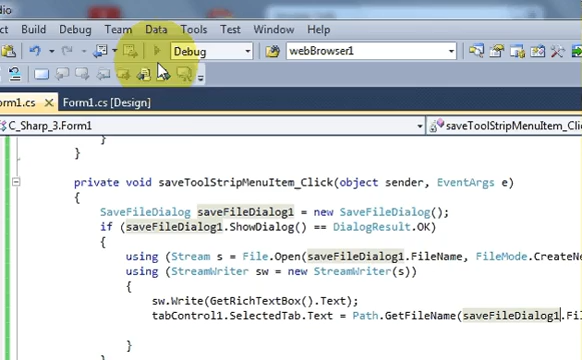 dio
ct Build Debug Team Data Tools Test Window Help
Debug webBrowser1
orm1.cs Form1.cs [Design]
C_Sharp_3.Form1 saveToolStripMenuItem_Clic
}
}
private void saveToolStripMenuItem_Click(object sender, EventArgs e)
{
SaveFileDialog saveFileDialog1 = new SaveFileDialog();
if (saveFileDialog1.ShowDialog() == DialogResult.OK)
{
using (Stream s = File.Open(saveFileDialog1.FileName, FileMode.CreateNe
using (StreamWriter sw = new StreamWriter(s))
{
sw.Write(GetRichTextBox().Text);
tabControl1.SelectedTab.Text = Path.GetFileName(saveFileDialog1.Fil
}
}